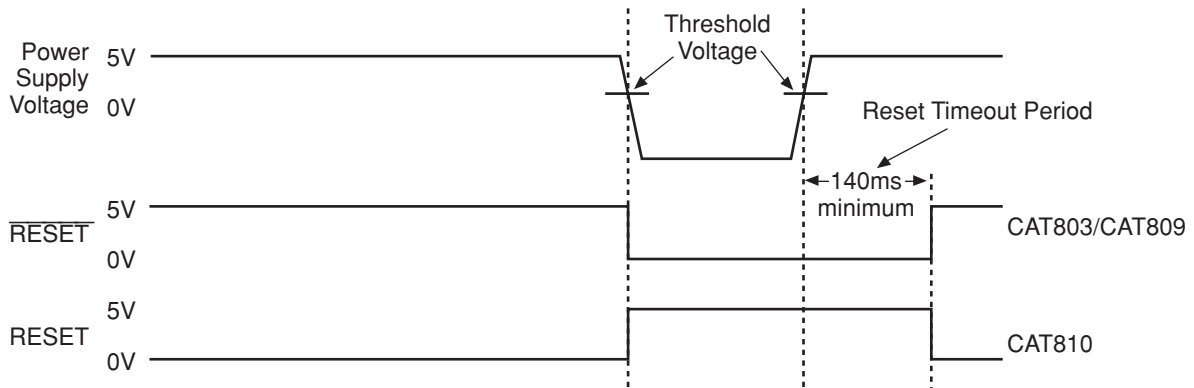 Threshold
Voltage
Power
Supply
Voltage
5V
0V
Reset Timeout Period
140ms
minimum
RESET
5V
0V
CAT803/CAT809
RESET
5V
0V
CAT810